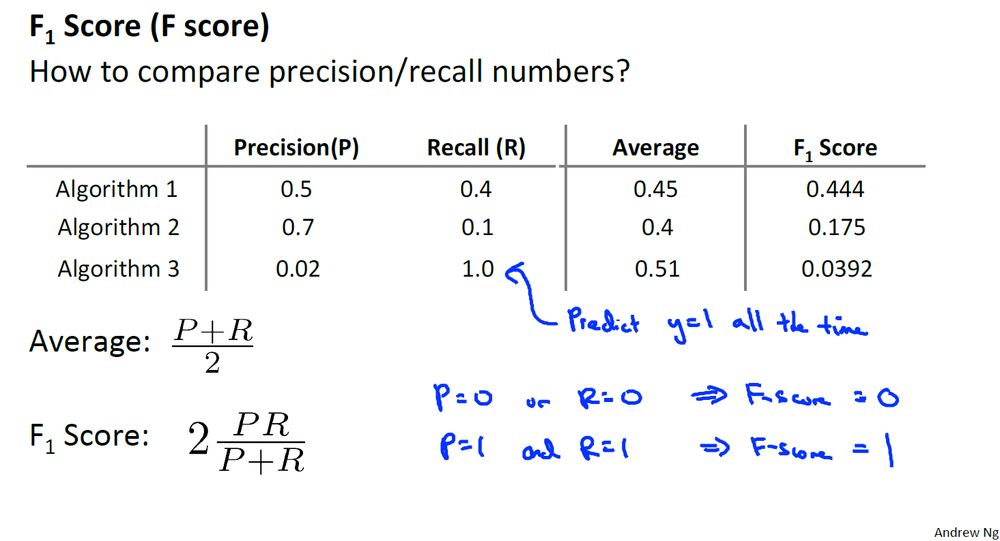 F₁ Score (F score)
How to compare precision/recall numbers?
Precision(P) Recall (R) Average F₁ Score
Algorithm 1 0.5 0.4 0.45 0.444
Algorithm 2 0.7 0.1 0.4 0.175
Algorithm 3 0.02 1.0 0.51 0.0392
Predict y=1 all the time
Average: P+R / 2
P=0 or R=0 ⇒ F-score = 0
F₁ Score: 2 PR / P+R
P=1 and R=1 ⇒ F-score = 1
Andrew Ng